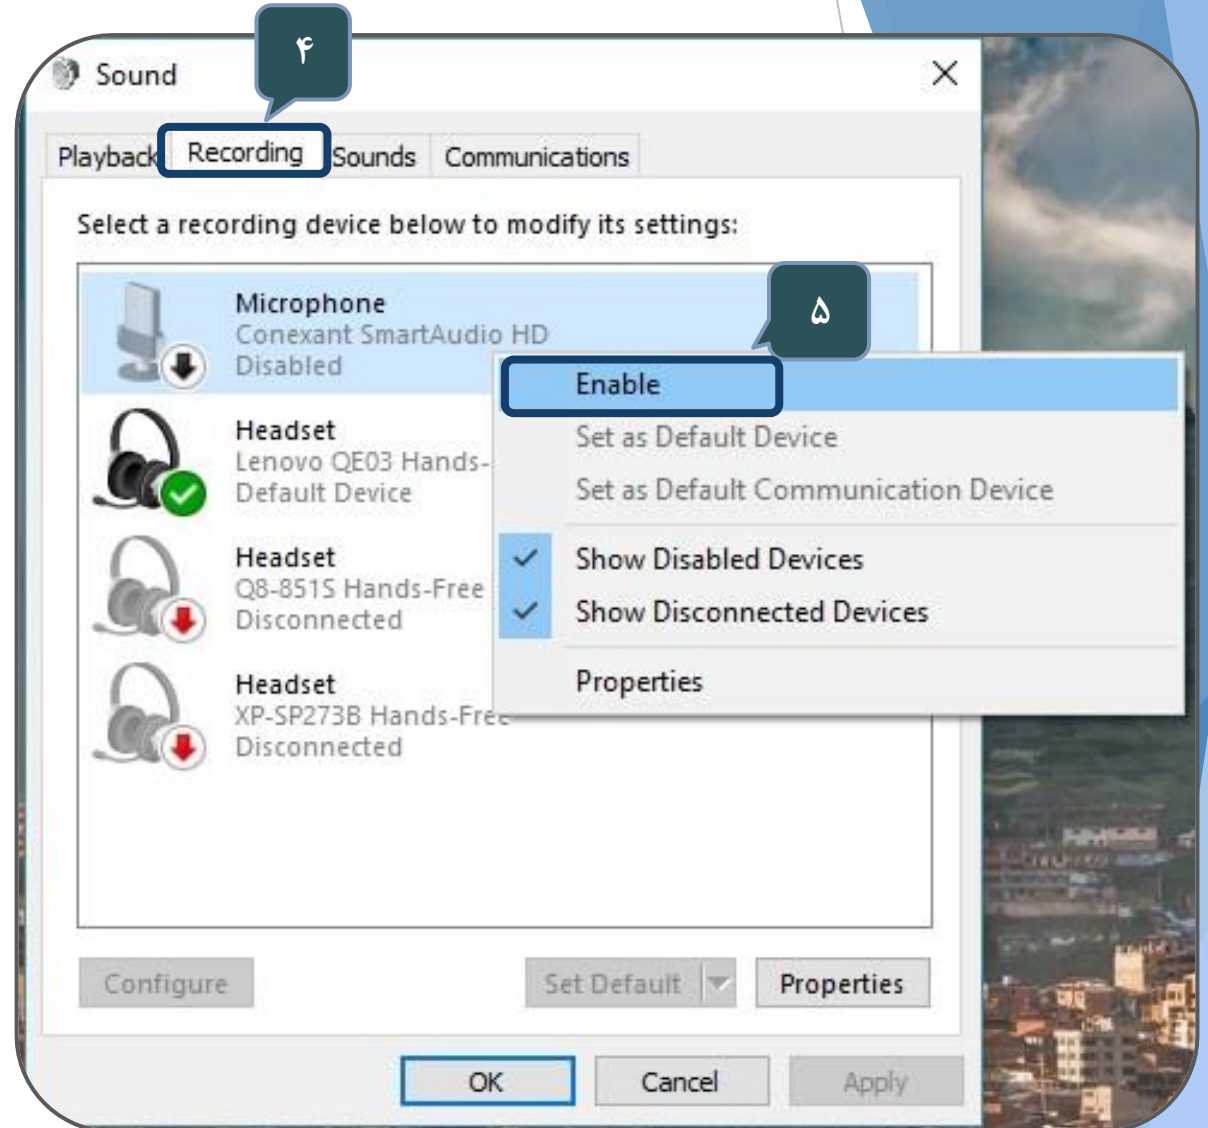 ۴
Sound
Playback Recording Sounds Communications
Select a recording device below to modify its settings:
Microphone
Conexant SmartAudio HD
Disabled
۵
Enable
Set as Default Device
Set as Default Communication Device
Show Disabled Devices
Show Disconnected Devices
Properties
Headset
Lenovo QE03 Hands-
Default Device
Headset
Q8-851S Hands-Free
Disconnected
Headset
XP-SP273B Hands-Free
Disconnected
Configure Set Default Properties
OK Cancel Apply